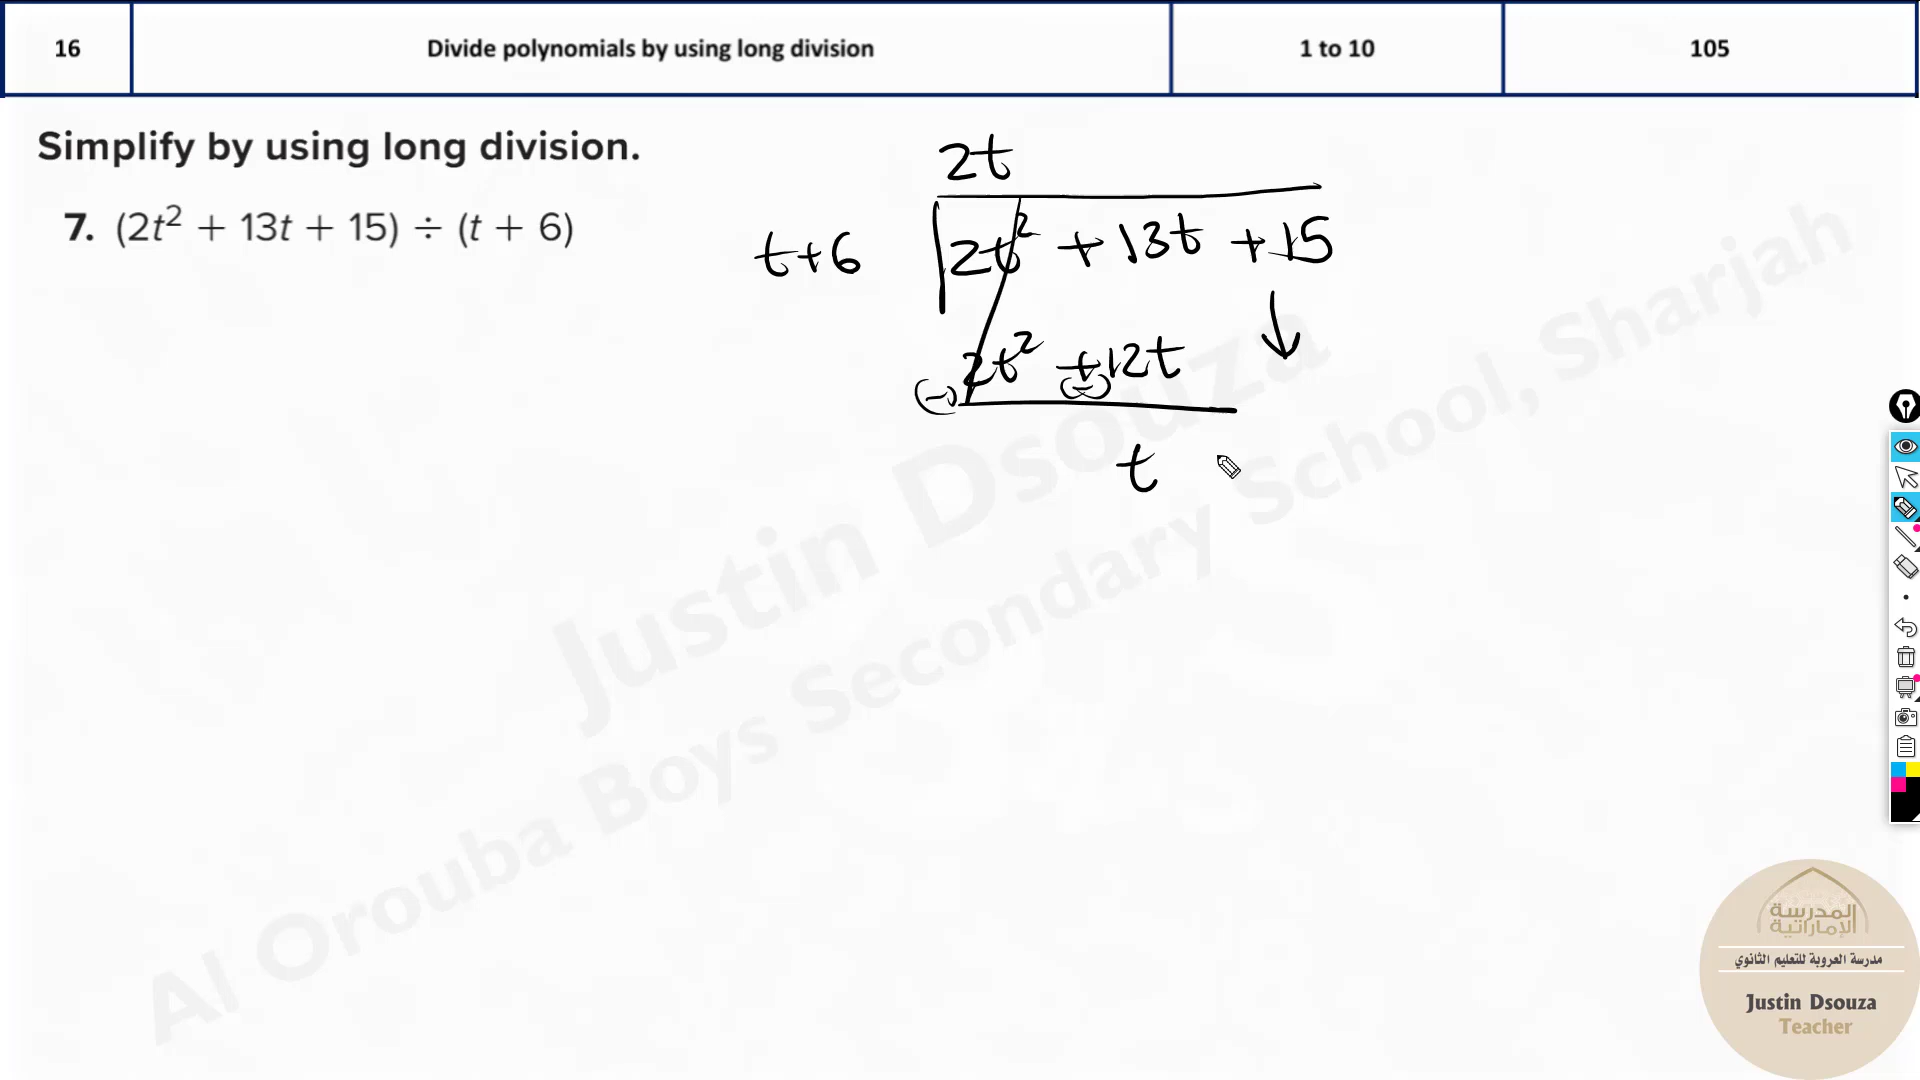 16 Divide polynomials by using long division 1 to 10 105
Simplify by using long division.
7. (2t² + 13t + 15) ÷ (t + 6)
2t
t+6 2t² + 13t + 15
2t² + 12t
(-) (-)
t
Justin Dsouza
Al Orouba Boys Secondary School, Sharjah
المدرسة
الإماراتية
مدرسة العروبة للتعليم الثانوي
Justin Dsouza
Teacher